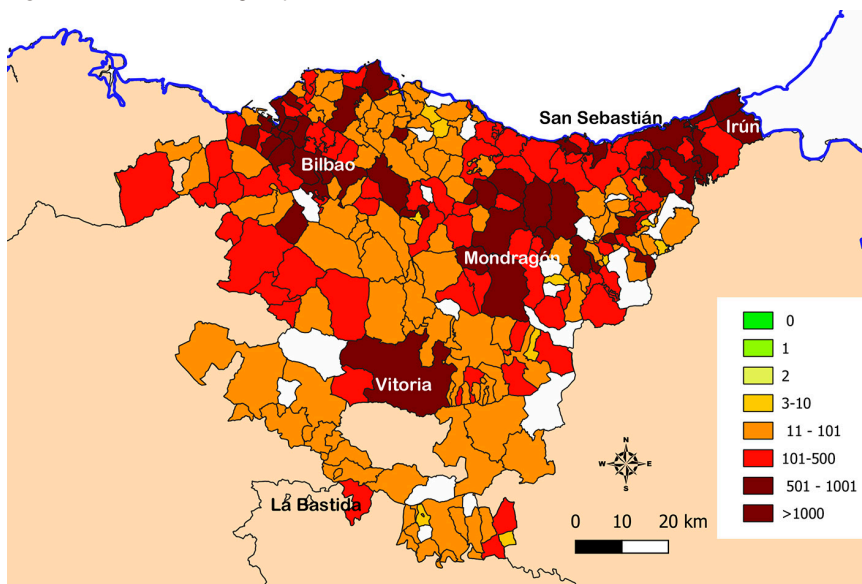 San Sebastián
Irún
Bilbao
Mondragón
Vitoria
La Bastida
0
1
2
3-10
11 - 101
101-500
501 - 1001
>1000
N
W E
S
0 10 20 km